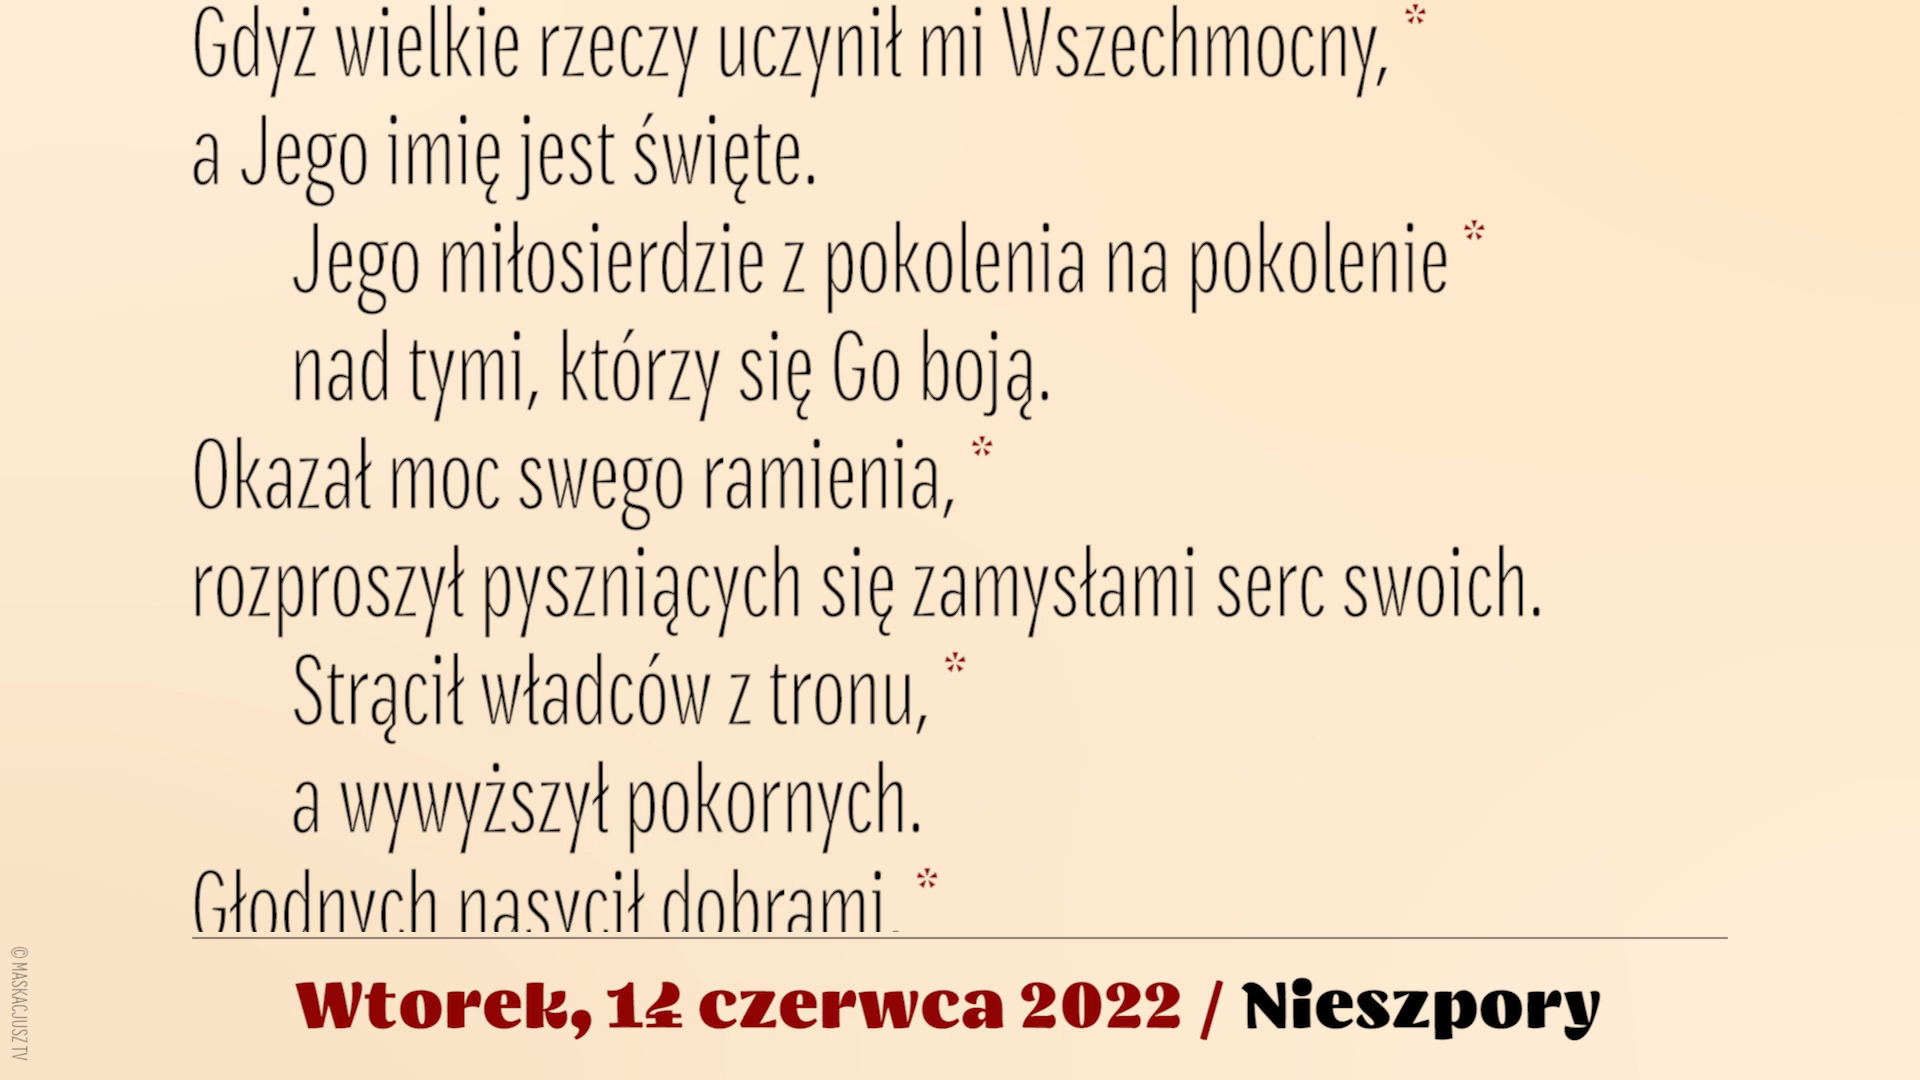 Gdyż wielkie rzeczy uczynił mi Wszechmocny, *
a Jego imię jest święte.
Jego miłosierdzie z pokolenia na pokolenie *
nad tymi, którzy się Go boją.
Okazał moc swego ramienia, *
rozproszył pyszniących się zamysłami serc swoich.
Strącił władców z tronu, *
a wywyższył pokornych.
Głodnych nasycił dobrami, *
Wtorek, 14 czerwca 2022 / Nieszpory
© MASKACJUSZ TV